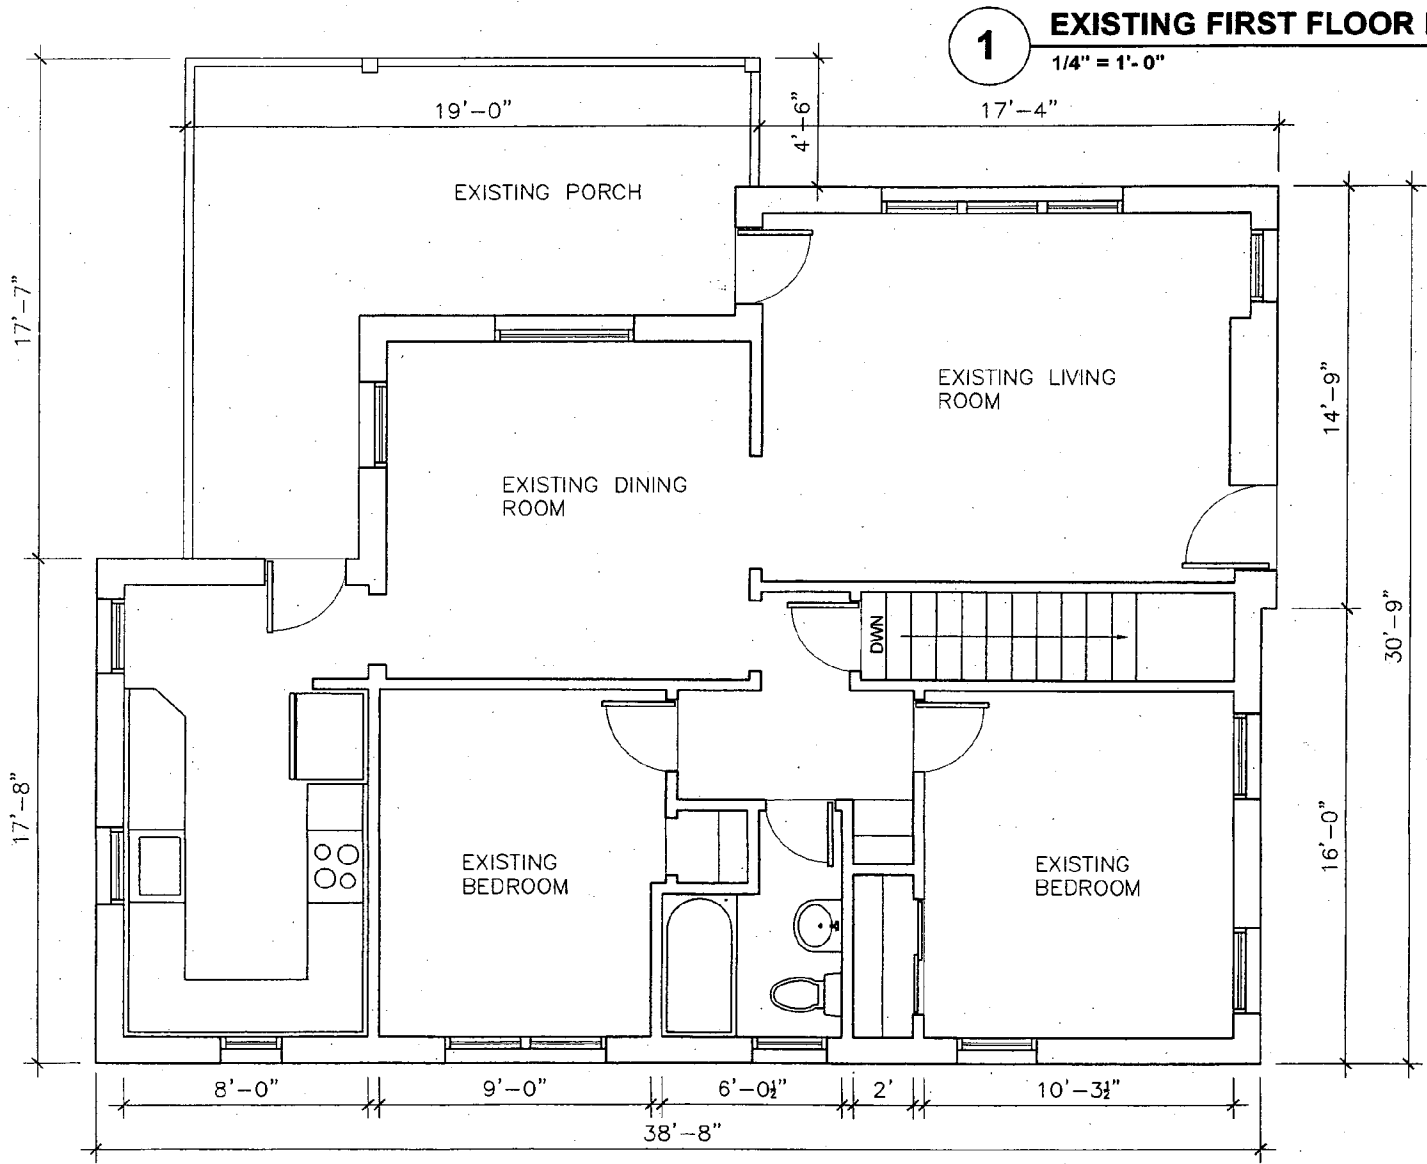 1
EXISTING FIRST FLOOR
1/4" = 1'- 0"
19'-0"
4'-6"
17'-4"
EXISTING PORCH
17'-7"
EXISTING LIVING
ROOM
14'-9"
EXISTING DINING
ROOM
30'-9"
DWN
17'-8"
16'-0"
EXISTING
BEDROOM
EXISTING
BEDROOM
8'-0"
9'-0"
6'-0½"
2'
10'-3½"
38'-8"